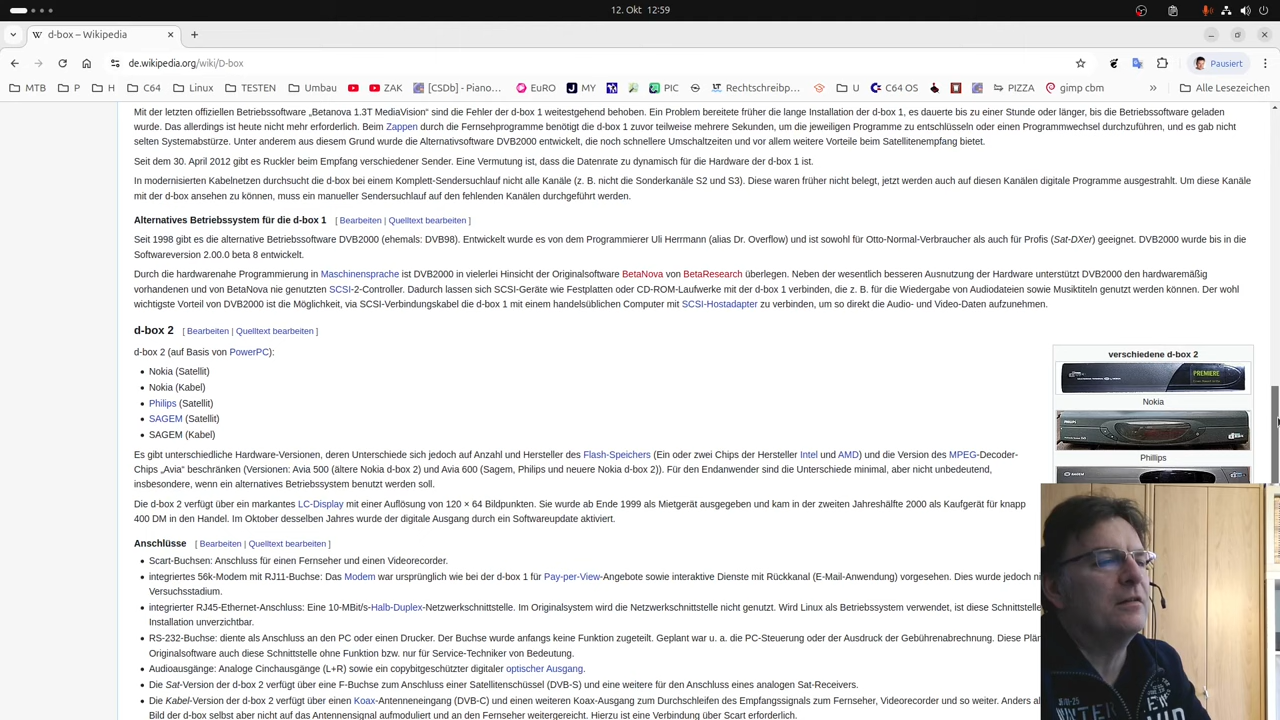 12. Okt 12:59
d-box – Wikipedia
de.wikipedia.org/wiki/D-box
Pausiert
MTB P H C64 Linux TESTEN Umbau YouTube ZAK [CSDb] - Piano... EuRO MY N PIC Rechtschreibp... U C64 OS PIZZA gimp cbm » Alle Lesezeichen
Mit der letzten offiziellen Betriebssoftware „Betanova 1.3T MediaVision“ sind die Fehler der d-box 1 weitestgehend behoben. Ein Problem bereitete früher die lange Installation der d-box 1, es dauerte bis zu einer Stunde oder länger, bis die Betriebssoftware geladen
wurde. Das allerdings ist heute nicht mehr erforderlich. Beim Zappen durch die Fernsehprogramme benötigt die d-box 1 zuvor teilweise mehrere Sekunden, um die jeweiligen Programme zu entschlüsseln oder einen Programmwechsel durchzuführen, und es gab nicht
selten Systemabstürze. Unter anderem aus diesem Grund wurde die Alternativsoftware DVB2000 entwickelt, die noch schnellere Umschaltzeiten und vor allem weitere Vorteile beim Satellitenempfang bietet.
Seit dem 30. April 2012 gibt es Ruckler beim Empfang verschiedener Sender. Eine Vermutung ist, dass die Datenrate zu dynamisch für die Hardware der d-box 1 ist.
In modernisierten Kabelnetzen durchsucht die d-box bei einem Komplett-Sendersuchlauf nicht alle Kanäle (z. B. nicht die Sonderkanäle S2 und S3). Diese waren früher nicht belegt, jetzt werden auch auf diesen Kanälen digitale Programme ausgestrahlt. Um diese Kanäle
mit der d-box ansehen zu können, muss ein manueller Sendersuchlauf auf den fehlenden Kanälen durchgeführt werden.
Alternatives Betriebssystem für die d-box 1 [ Bearbeiten | Quelltext bearbeiten ]
Seit 1998 gibt es die alternative Betriebssoftware DVB2000 (ehemals: DVB98). Entwickelt wurde es von dem Programmierer Uli Herrmann (alias Dr. Overflow) und ist sowohl für Otto-Normal-Verbraucher als auch für Profis (Sat-DXer) geeignet. DVB2000 wurde bis in die
Softwareversion 2.00.0 beta 8 entwickelt.
Durch die hardwarenahe Programmierung in Maschinensprache ist DVB2000 in vielerlei Hinsicht der Originalsoftware BetaNova von BetaResearch überlegen. Neben der wesentlich besseren Ausnutzung der Hardware unterstützt DVB2000 den hardwaremäßig
vorhandenen und von BetaNova nie genutzten SCSI-2-Controller. Dadurch lassen sich SCSI-Geräte wie Festplatten oder CD-ROM-Laufwerke mit der d-box 1 verbinden, die z. B. für die Wiedergabe von Audiodateien sowie Musiktiteln genutzt werden können. Der wohl
wichtigste Vorteil von DVB2000 ist die Möglichkeit, via SCSI-Verbindungskabel die d-box 1 mit einem handelsüblichen Computer mit SCSI-Hostadapter zu verbinden, um so direkt die Audio- und Video-Daten aufzunehmen.
d-box 2 [ Bearbeiten | Quelltext bearbeiten ]
d-box 2 (auf Basis von PowerPC):
Nokia (Satellit)
Nokia (Kabel)
Philips (Satellit)
SAGEM (Satellit)
SAGEM (Kabel)
verschiedene d-box 2
PREMIERE
Nokia
Phillips
Es gibt unterschiedliche Hardware-Versionen, deren Unterschiede sich jedoch auf Anzahl und Hersteller des Flash-Speichers (Ein oder zwei Chips der Hersteller Intel und AMD) und die Version des MPEG-Decoder-
Chips „Avia“ beschränken (Versionen: Avia 500 (ältere Nokia d-box 2) und Avia 600 (Sagem, Philips und neuere Nokia d-box 2)). Für den Endanwender sind die Unterschiede minimal, aber nicht unbedeutend,
insbesondere, wenn ein alternatives Betriebssystem benutzt werden soll.
Die d-box 2 verfügt über ein markantes LC-Display mit einer Auflösung von 120 × 64 Bildpunkten. Sie wurde ab Ende 1999 als Mietgerät ausgegeben und kam in der zweiten Jahreshälfte 2000 als Kaufgerät für knapp
400 DM in den Handel. Im Oktober desselben Jahres wurde der digitale Ausgang durch ein Softwareupdate aktiviert.
Anschlüsse [ Bearbeiten | Quelltext bearbeiten ]
Scart-Buchsen: Anschluss für einen Fernseher und einen Videorecorder.
integriertes 56k-Modem mit RJ11-Buchse: Das Modem war ursprünglich wie bei der d-box 1 für Pay-per-View-Angebote sowie interaktive Dienste mit Rückkanal (E-Mail-Anwendung) vorgesehen. Dies wurde jedoch
Versuchsstadium.
integrierter RJ45-Ethernet-Anschluss: Eine 10-MBit/s-Halb-Duplex-Netzwerkschnittstelle. Im Originalsystem wird die Netzwerkschnittstelle nicht genutzt. Wird Linux als Betriebssystem verwendet, ist diese Schnittstelle
Installation unverzichtbar.
RS-232-Buchse: diente als Anschluss an den PC oder einen Drucker. Der Buchse wurde anfangs keine Funktion zugeteilt. Geplant war u. a. die PC-Steuerung oder der Ausdruck der Gebührenabrechnung. Diese
Originalsoftware auch diese Schnittstelle ohne Funktion bzw. nur für Service-Techniker von Bedeutung.
Audioausgänge: Analoge Cinchausgänge (L+R) sowie ein copybitgeschützter digitaler optischer Ausgang.
Die Sat-Version der d-box 2 verfügt über eine F-Buchse zum Anschluss einer Satellitenschüssel (DVB-S) und eine weitere für den Anschluss eines analogen Sat-Receivers.
Die Kabel-Version der d-box 2 verfügt über einen Koax-Antenneneingang (DVB-C) und einen weiteren Koax-Ausgang zum Durchschleifen des Empfangssignals zum Fernseher, Videorecorder und so weiter. Anders
Bild der d-box selbst aber nicht auf das Antennensignal aufmoduliert und an den Fernseher weitergereicht. Hierzu ist eine Verbindung über Scart erforderlich.